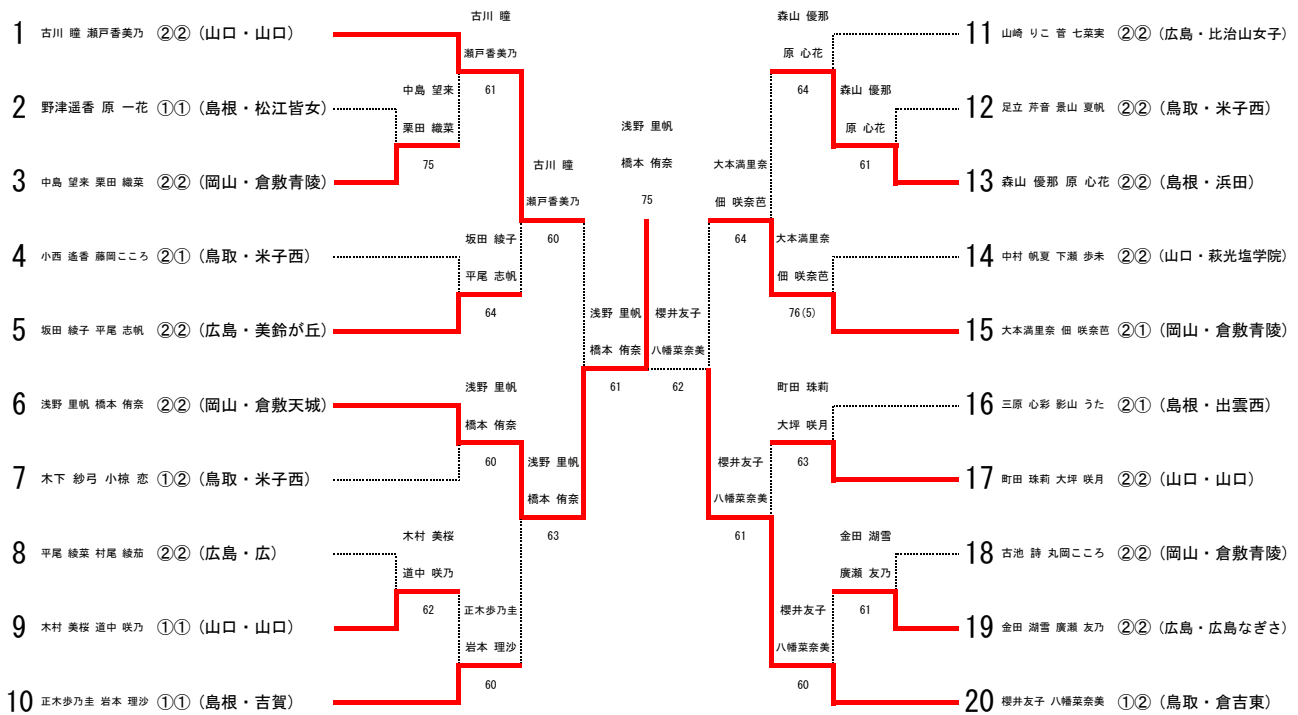 1 古川 瞳 瀬戸香美乃 ②② (山口・山口)
2 野津遥香 原 一花 ①① (島根・松江皆女)
3 中島 望来 栗田 織菜 ②② (岡山・倉敷青陵)
4 小西 遙香 藤岡こころ ②① (鳥取・米子西)
5 坂田 綾子 平尾 志帆 ②② (広島・美鈴が丘)
6 浅野 里帆 橋本 侑奈 ②② (岡山・倉敷天城)
7 木下 紗弓 小椋 恋 ①② (鳥取・米子西)
8 平尾 綾菜 村尾 綾茄 ②② (広島・広)
9 木村 美桜 道中 咲乃 ①① (山口・山口)
10 正木歩乃圭 岩本 理沙 ①① (島根・吉賀)
中島 望来
栗田 織菜
75
木村 美桜
道中 咲乃
62
古川 瞳
瀬戸香美乃
61
坂田 綾子
平尾 志帆
64
浅野 里帆
橋本 侑奈
60
正木歩乃圭
岩本 理沙
60
古川 瞳
瀬戸香美乃
60
浅野 里帆
橋本 侑奈
63
浅野 里帆
橋本 侑奈
61
浅野 里帆
橋本 侑奈
75
櫻井友子
八幡菜奈美
62
大本満里奈
佃 咲奈芭
64
櫻井友子
八幡菜奈美
61
森山 優那
原 心花
64
大本満里奈
佃 咲奈芭
76(5)
町田 珠莉
大坪 咲月
63
櫻井友子
八幡菜奈美
60
森山 優那
原 心花
61
金田 湖雪
廣瀬 友乃
61
11 山崎 りこ 菅 七菜実 ②② (広島・比治山女子)
12 足立 芹音 景山 夏帆 ②② (鳥取・米子西)
13 森山 優那 原 心花 ②② (島根・浜田)
14 中村 帆夏 下瀬 歩未 ②② (山口・萩光塩学院)
15 大本満里奈 佃 咲奈芭 ②① (岡山・倉敷青陵)
16 三原 心彩 影山 うた ②① (島根・出雲西)
17 町田 珠莉 大坪 咲月 ②② (山口・山口)
18 古池 詩 丸岡こころ ②② (岡山・倉敷青陵)
19 金田 湖雪 廣瀬 友乃 ②② (広島・広島なぎさ)
20 櫻井友子 八幡菜奈美 ①② (鳥取・倉吉東)